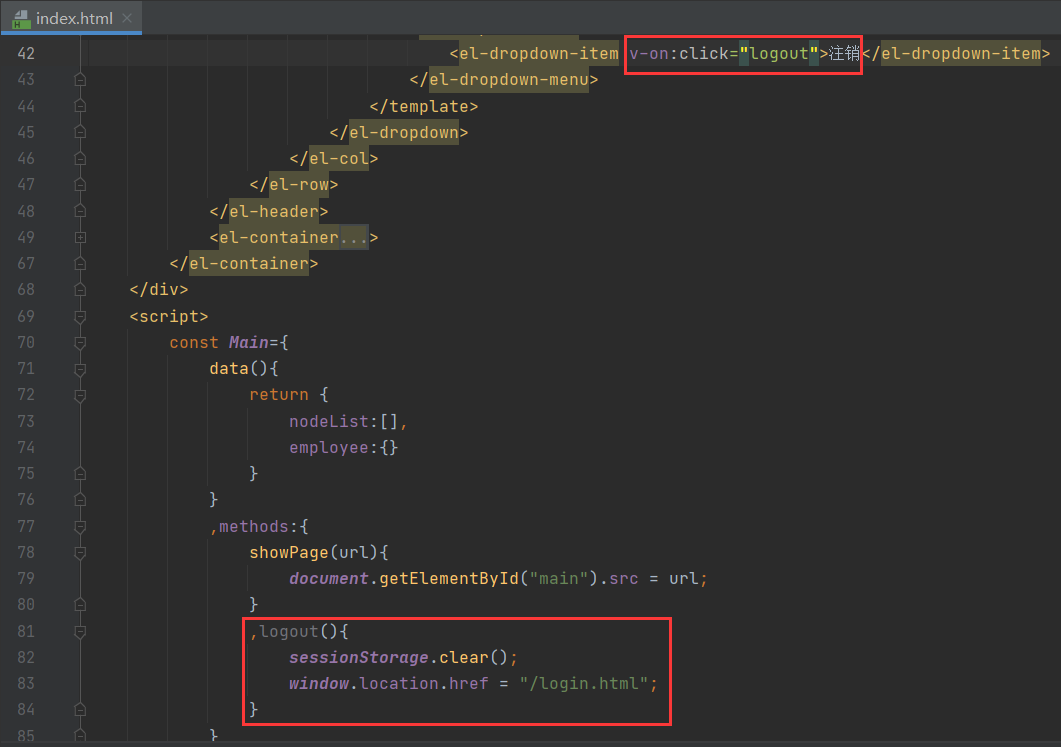 index.html
42 <el-dropdown-item v-on:click="logout">注销</el-dropdown-item>
43 </el-dropdown-menu>
44 </template>
45 </el-dropdown>
46 </el-col>
47 </el-row>
48 </el-header>
49 <el-container...>
67 </el-container>
68 </div>
69 <script>
70 const Main={
71 data(){
72 return {
73 nodeList:[],
74 employee:{}
75 }
76 }
77 ,methods:{
78 showPage(url){
79 document.getElementById("main").src = url;
80 }
81 ,logout(){
82 sessionStorage.clear();
83 window.location.href = "/login.html";
84 }
85 }